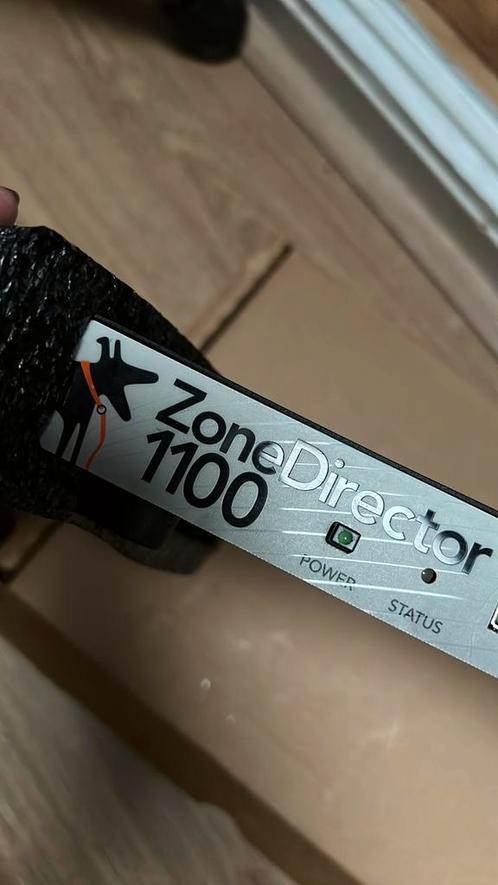 ZoneDirector
1100
POWER
STATUS